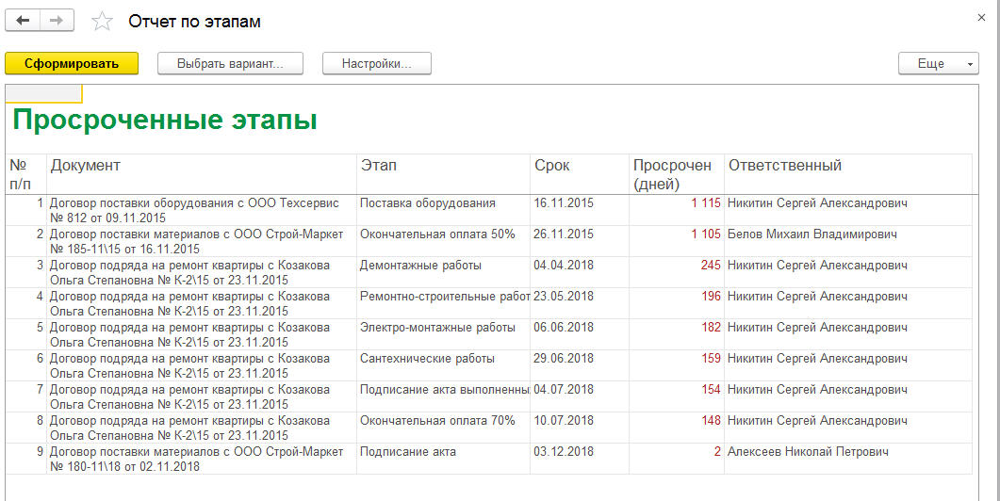 Отчет по этапам
Сформировать Выбрать вариант... Настройки... Еще
Просроченные этапы
№ п/п Документ Этап Срок Просрочен (дней) Ответственный
1 Договор поставки оборудования с ООО Техсервис Поставка оборудования 16.11.2015 1 115 Никитин Сергей Александрович
№ 812 от 09.11.2015
2 Договор поставки материалов с ООО Строй-Маркет Окончательная оплата 50% 26.11.2015 1 105 Белов Михаил Владимирович
№ 185-11\15 от 16.11.2015
3 Договор подряда на ремонт квартиры с Козакова Демонтажные работы 04.04.2018 245 Никитин Сергей Александрович
Ольга Степановна № К-2\15 от 23.11.2015
4 Договор подряда на ремонт квартиры с Козакова Ремонтно-строительные работ 23.05.2018 196 Никитин Сергей Александрович
Ольга Степановна № К-2\15 от 23.11.2015
5 Договор подряда на ремонт квартиры с Козакова Электро-монтажные работы 06.06.2018 182 Никитин Сергей Александрович
Ольга Степановна № К-2\15 от 23.11.2015
6 Договор подряда на ремонт квартиры с Козакова Сантехнические работы 29.06.2018 159 Никитин Сергей Александрович
Ольга Степановна № К-2\15 от 23.11.2015
7 Договор подряда на ремонт квартиры с Козакова Подписание акта выполненны 04.07.2018 154 Никитин Сергей Александрович
Ольга Степановна № К-2\15 от 23.11.2015
8 Договор подряда на ремонт квартиры с Козакова Окончательная оплата 70% 10.07.2018 148 Никитин Сергей Александрович
Ольга Степановна № К-2\15 от 23.11.2015
9 Договор поставки материалов с ООО Строй-Маркет Подписание акта 03.12.2018 2 Алексеев Николай Петрович
№ 180-11\18 от 02.11.2018